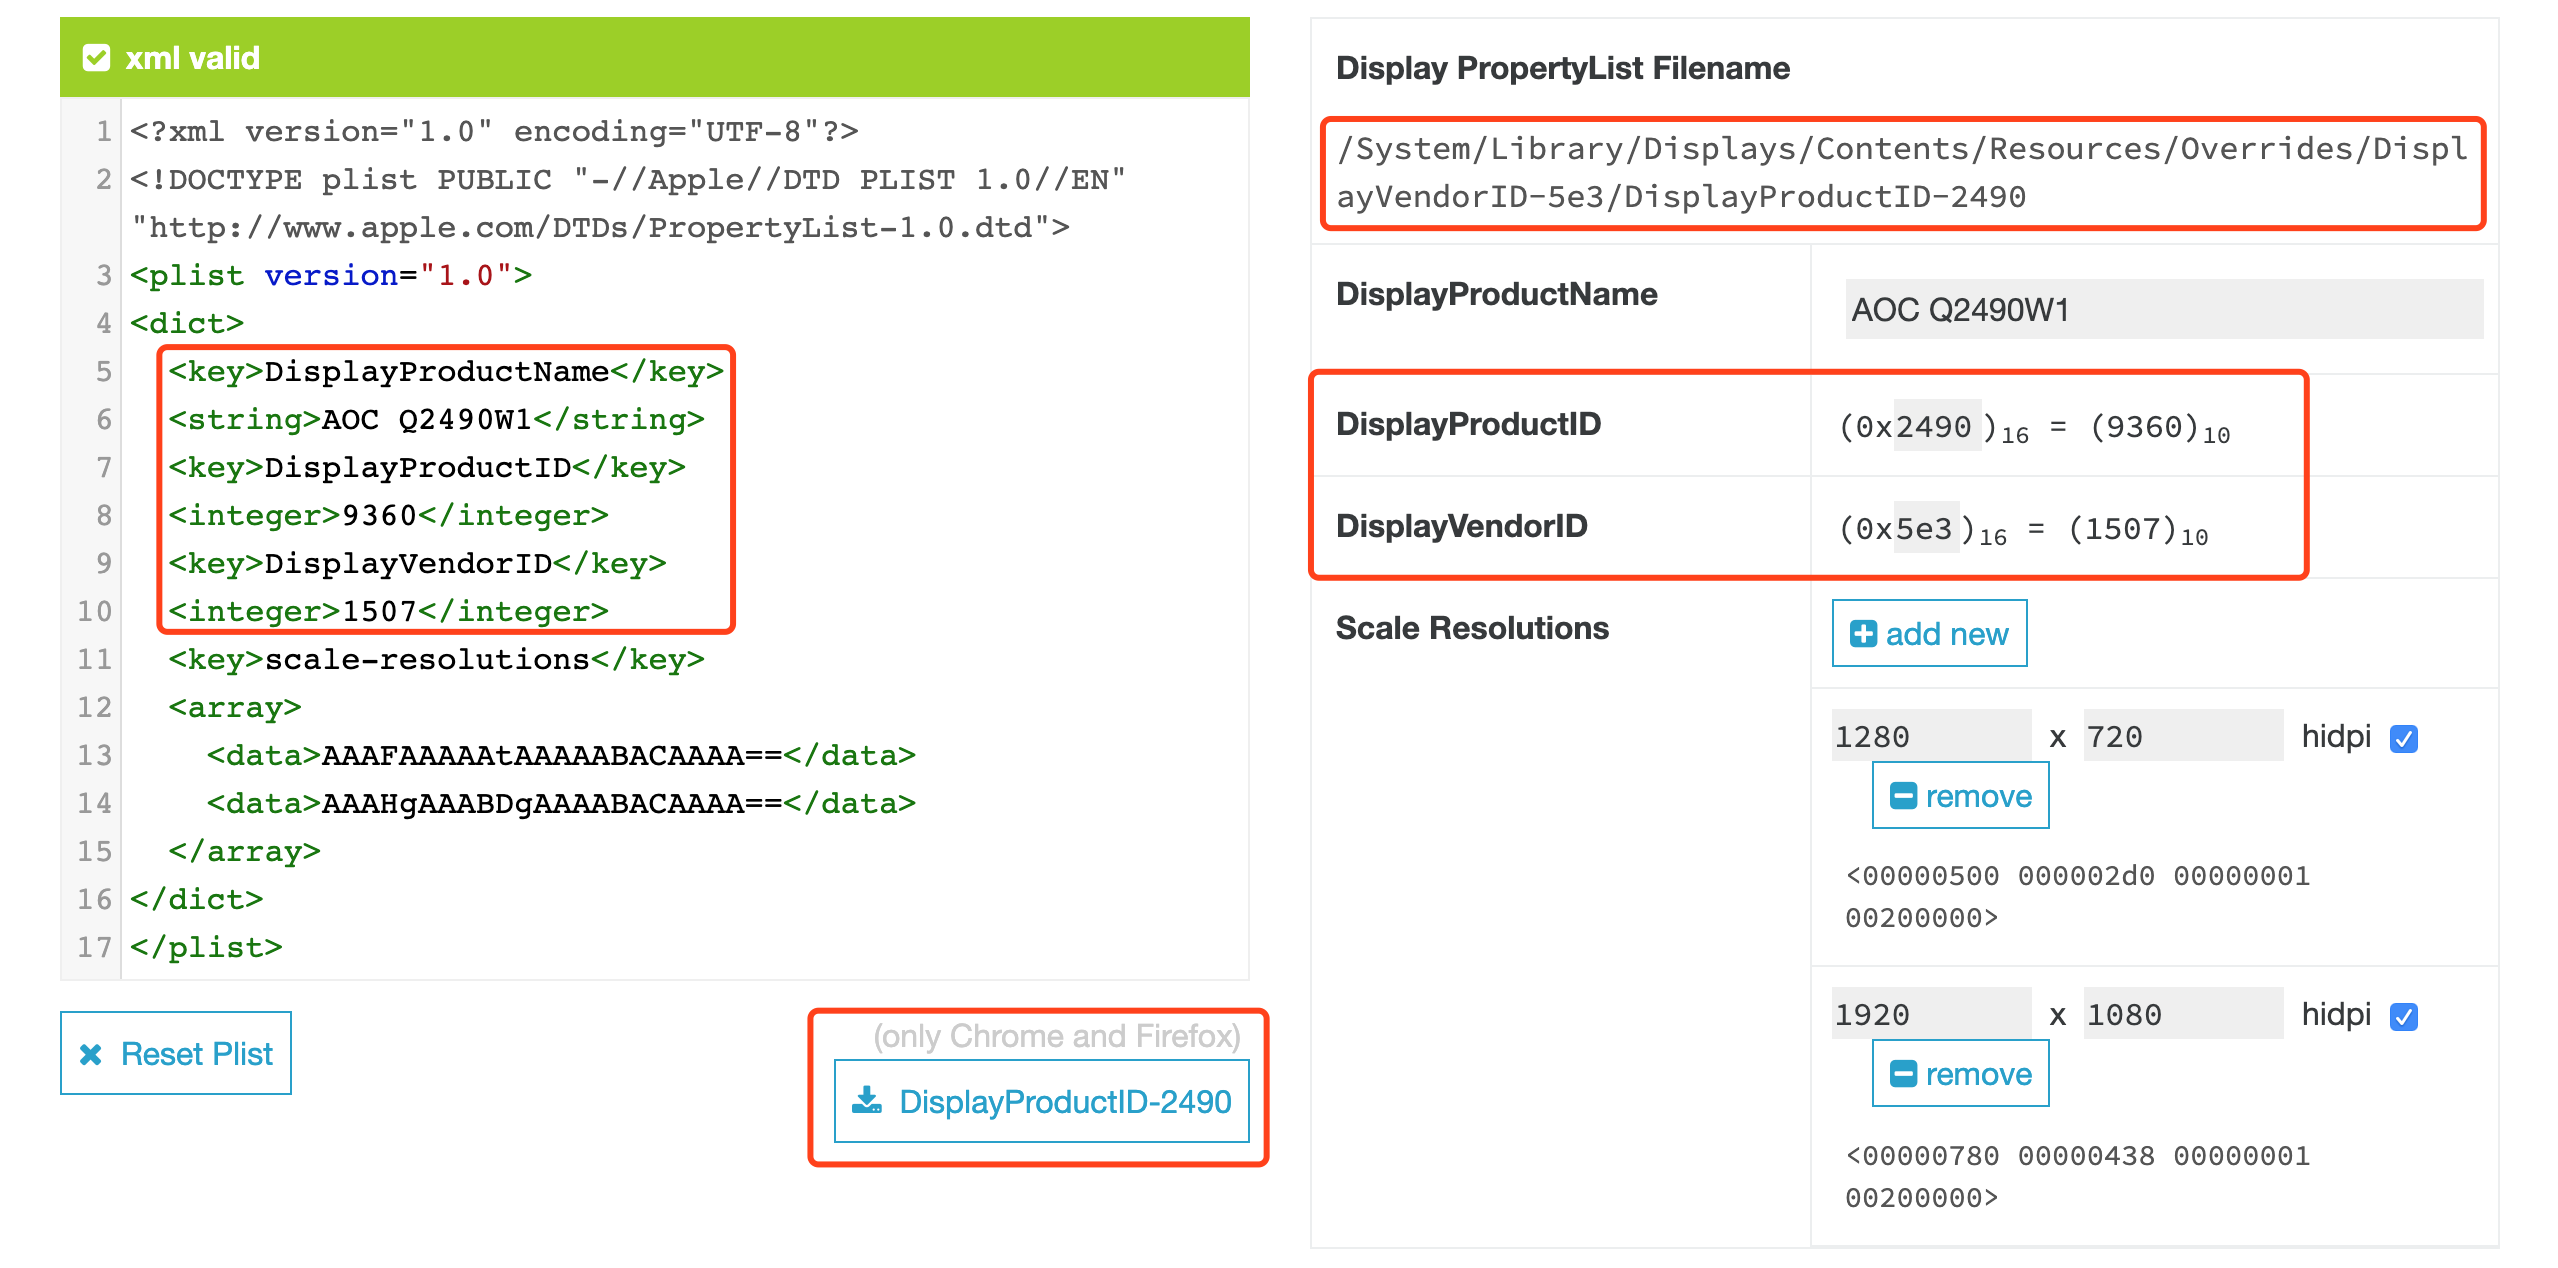 xml valid
1 <?xml version="1.0" encoding="UTF-8"?>
2 <!DOCTYPE plist PUBLIC "-//Apple//DTD PLIST 1.0//EN"
"http://www.apple.com/DTDs/PropertyList-1.0.dtd">
3 <plist version="1.0">
4 <dict>
5 <key>DisplayProductName</key>
6 <string>AOC Q2490W1</string>
7 <key>DisplayProductID</key>
8 <integer>9360</integer>
9 <key>DisplayVendorID</key>
10 <integer>1507</integer>
11 <key>scale-resolutions</key>
12 <array>
13 <data>AAAFAAAAAtAAAAABACAAAA==</data>
14 <data>AAAHgAAABDgAAAABACAAAA==</data>
15 </array>
16 </dict>
17 </plist>
Reset Plist
(only Chrome and Firefox)
DisplayProductID-2490
Display PropertyList Filename
/System/Library/Displays/Contents/Resources/Overrides/Displ
ayVendorID-5e3/DisplayProductID-2490
DisplayProductName AOC Q2490W1
DisplayProductID (0x2490)16 = (9360)10
DisplayVendorID (0x5e3)16 = (1507)10
Scale Resolutions add new
1280 x 720 hidpi
remove
<00000500 000002d0 00000001
00200000>
1920 x 1080 hidpi
remove
<00000780 00000438 00000001
00200000>